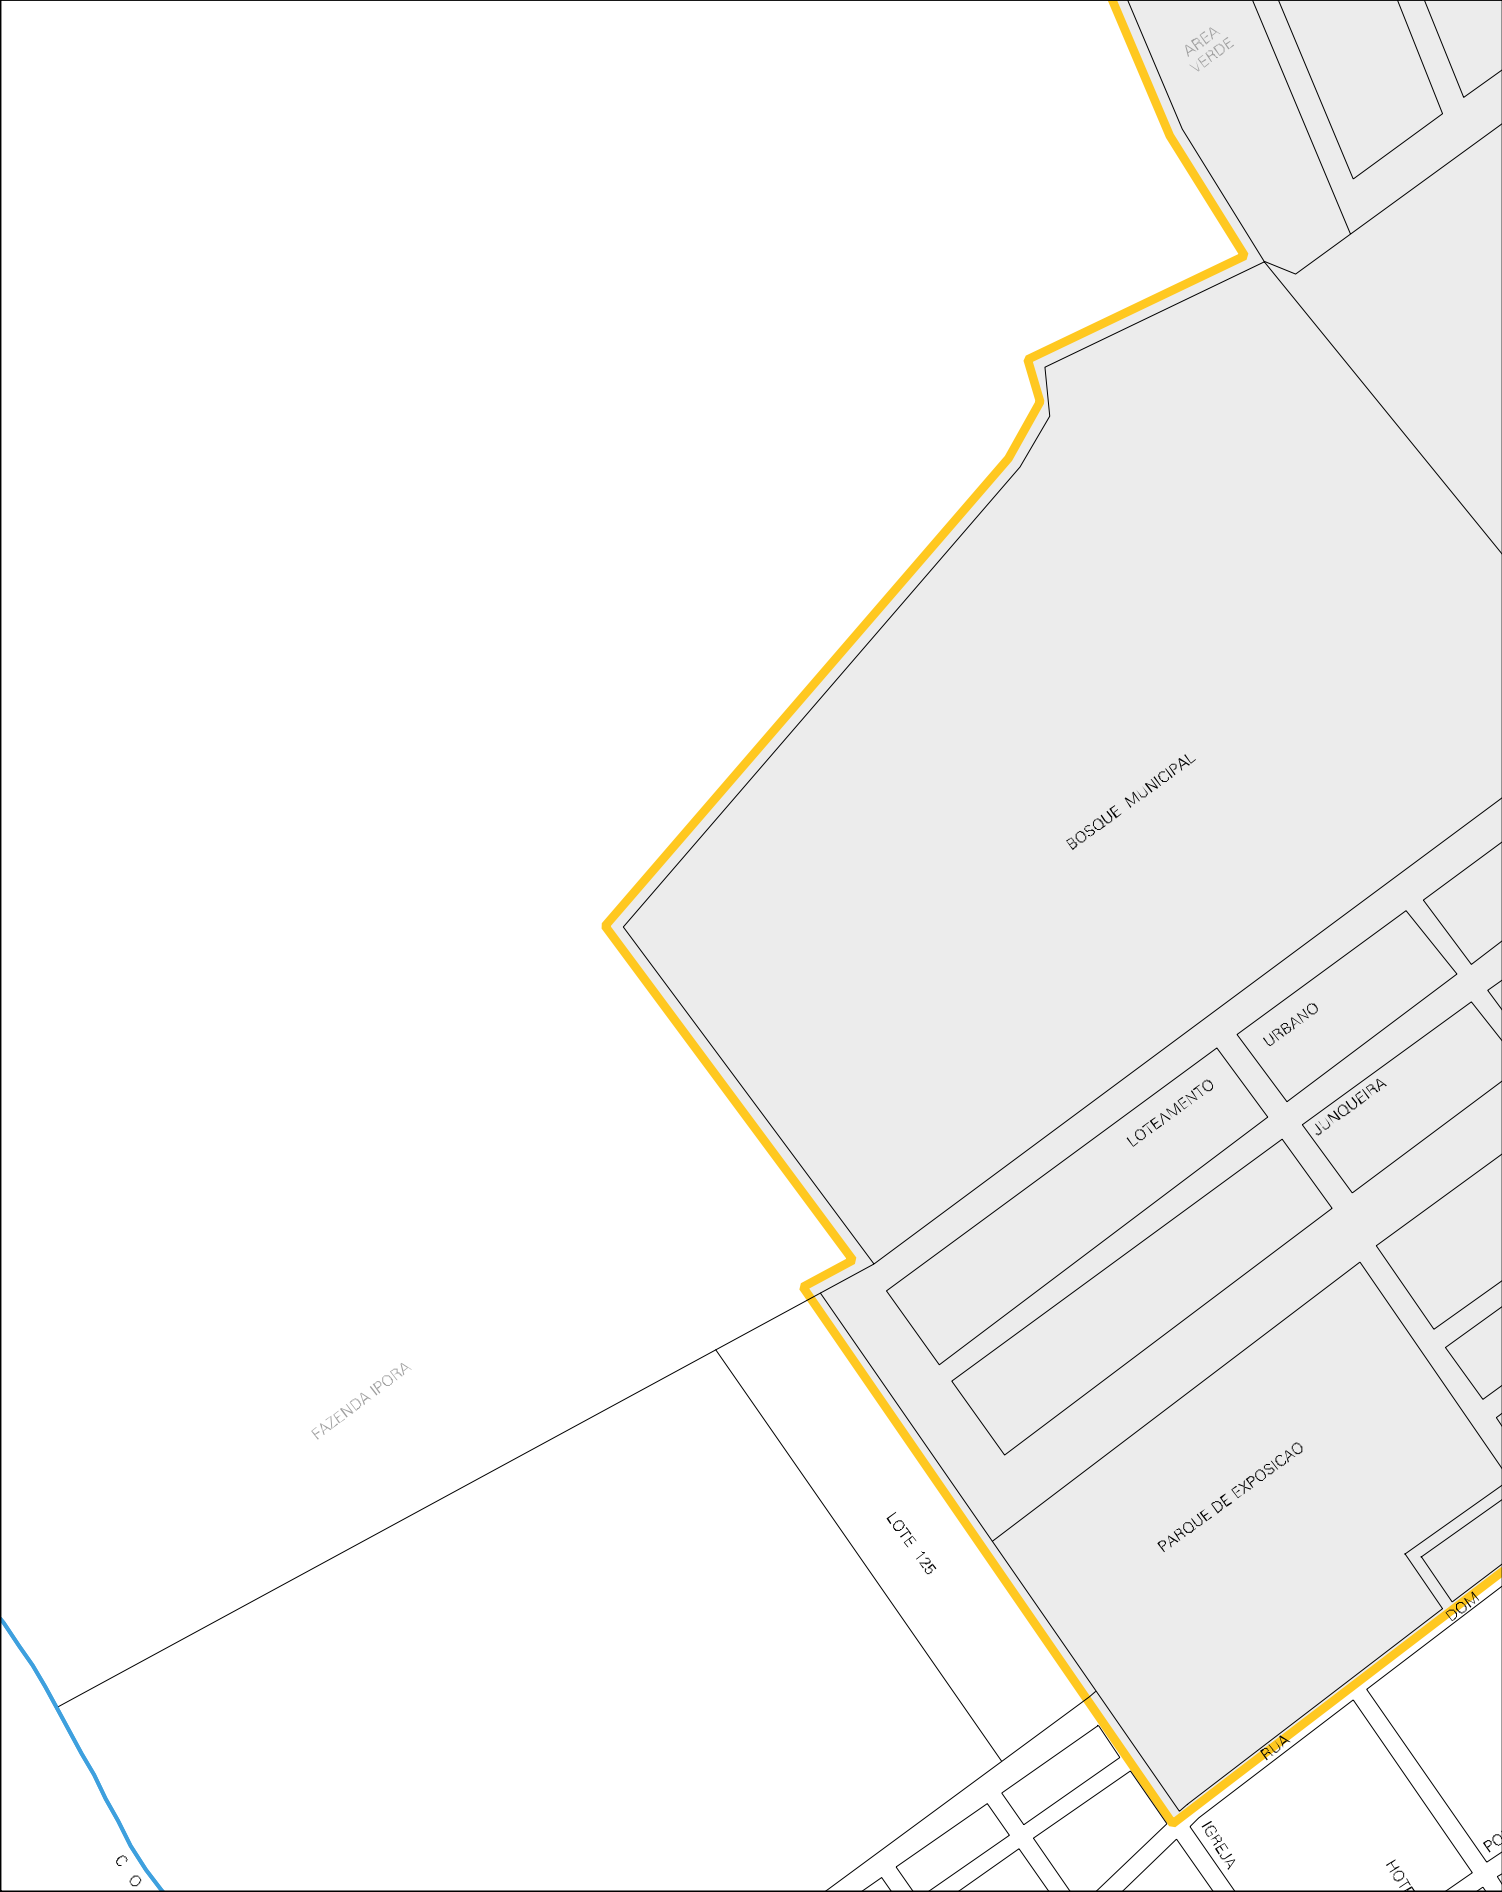 AREA
VERDE
BOSQUE MUNICIPAL
URBANO
LOTEAMENTO
JUNQUEIRA
FAZENDA IPORA
PARQUE DE EXPOSICAO
LOTE 125
DOM
RUA
IGREJA